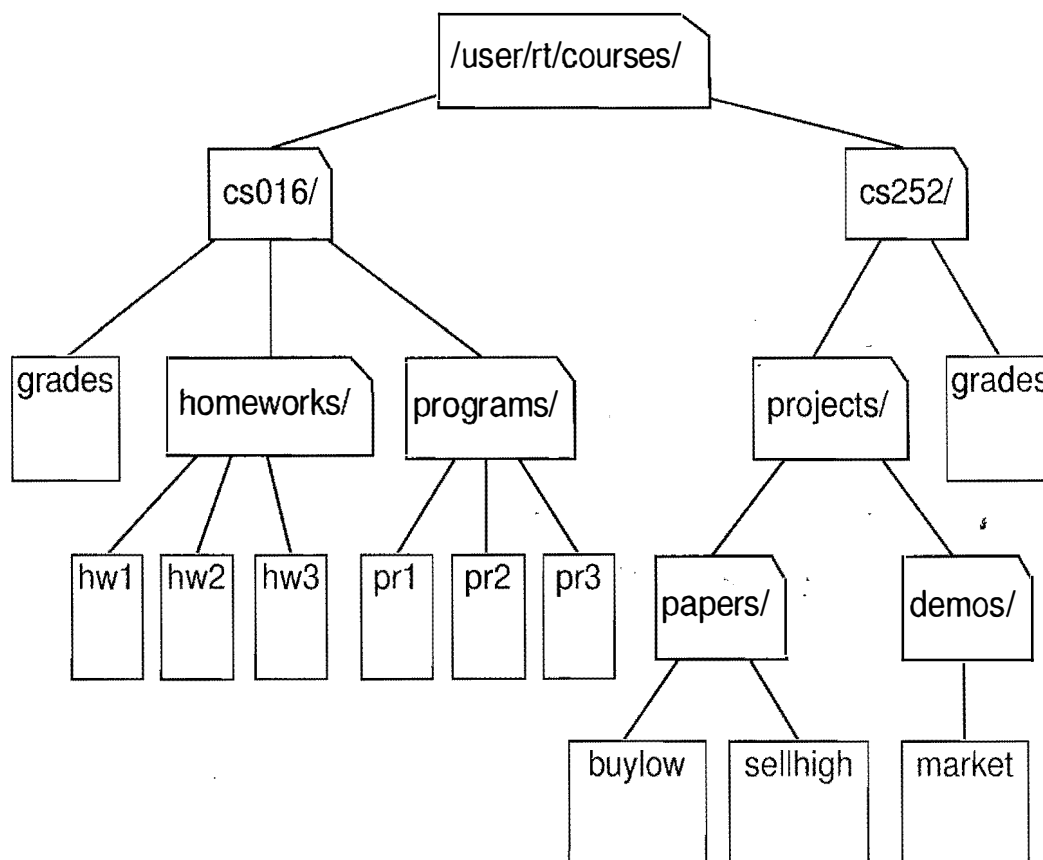 /user/rt/courses/
cs016/
cs252/
grades
homeworks/
programs/
projects/
grades
hw1
hw2
hw3
pr1
pr2
pr3
papers/
demos/
buylow
sellhigh
market